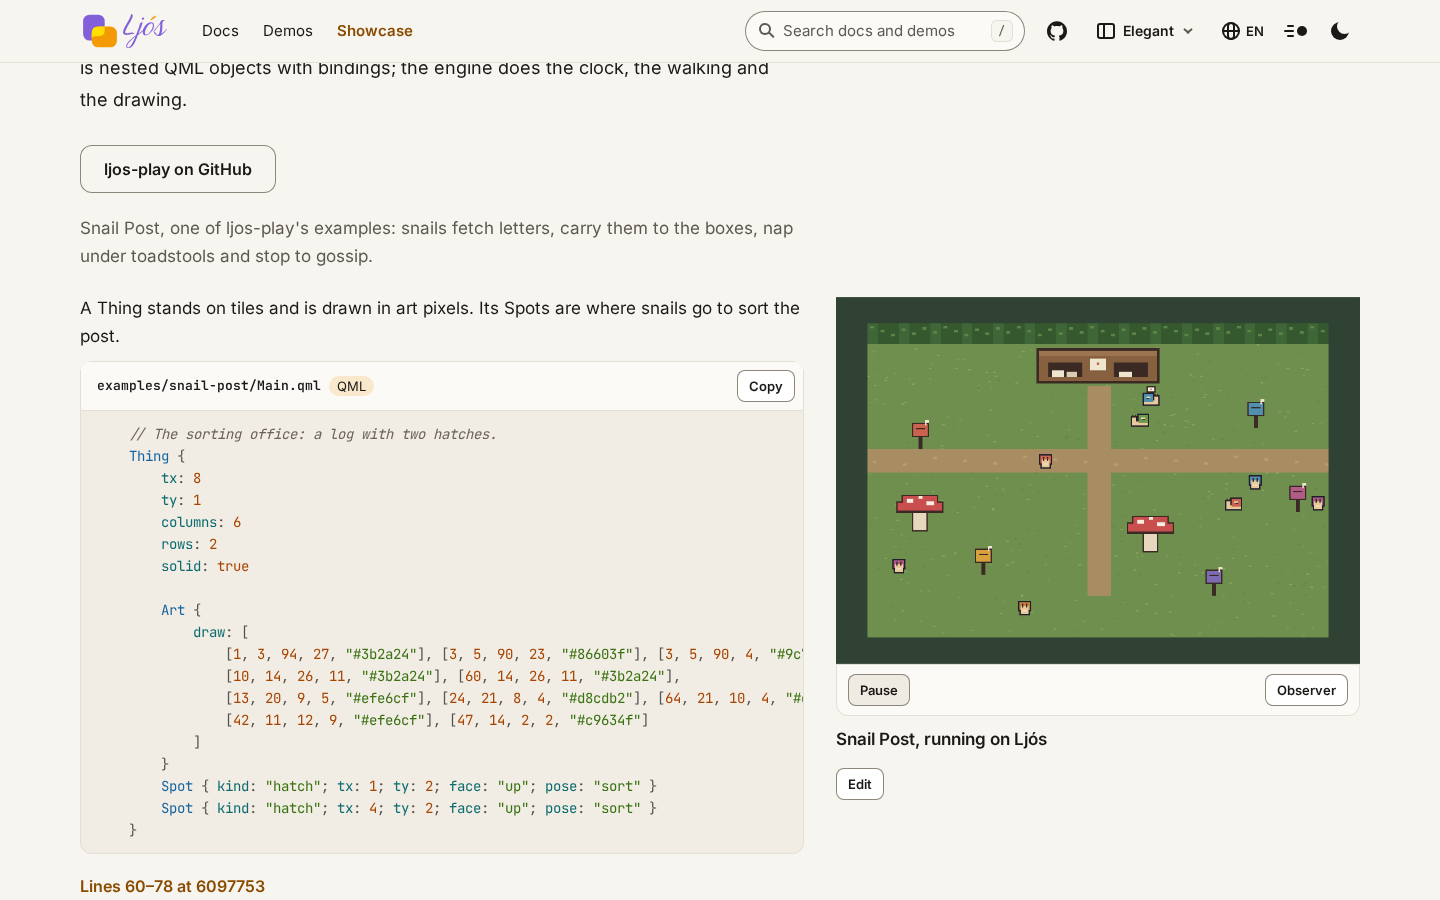 Ljós
Docs
Demos
Showcase
Search docs and demos
/
Elegant
EN
is nested QML objects with bindings; the engine does the clock, the walking and
the drawing.
ljos-play on GitHub
Snail Post, one of ljos-play's examples: snails fetch letters, carry them to the boxes, nap
under toadstools and stop to gossip.
A Thing stands on tiles and is drawn in art pixels. Its Spots are where snails go to sort the
post.
examples/snail-post/Main.qml
QML
Copy
// The sorting office: a log with two hatches.
Thing {
tx: 8
ty: 1
columns: 6
rows: 2
solid: true
Art {
draw: [
[1, 3, 94, 27, "#3b2a24"], [3, 5, 90, 23, "#86603f"], [3, 5, 90, 4, "#9c
[10, 14, 26, 11, "#3b2a24"], [60, 14, 26, 11, "#3b2a24"],
[13, 20, 9, 5, "#efe6cf"], [24, 21, 8, 4, "#d8cdb2"], [64, 21, 10, 4, "#
[42, 11, 12, 9, "#efe6cf"], [47, 14, 2, 2, "#c9634f"]
]
}
Spot { kind: "hatch"; tx: 1; ty: 2; face: "up"; pose: "sort" }
Spot { kind: "hatch"; tx: 4; ty: 2; face: "up"; pose: "sort" }
}
Lines 60–78 at 6097753
Pause
Observer
Snail Post, running on Ljós
Edit